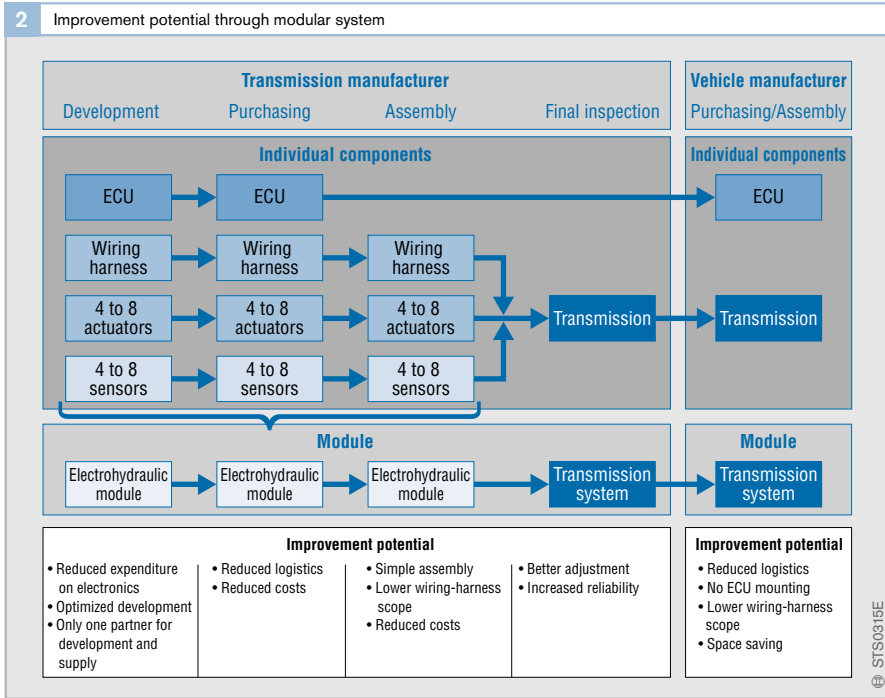 2 Improvement potential through modular system
Transmission manufacturer
Development Purchasing Assembly Final inspection
Vehicle manufacturer
Purchasing/Assembly
Individual components
Individual components
ECU
ECU
ECU
Wiring
harness
Wiring
harness
Wiring
harness
4 to 8
actuators
4 to 8
actuators
4 to 8
actuators
Transmission
Transmission
4 to 8
sensors
4 to 8
sensors
4 to 8
sensors
Module
Module
Electrohydraulic
module
Electrohydraulic
module
Electrohydraulic
module
Transmission
system
Transmission
system
Improvement potential
• Reduced expenditure
on electronics
• Optimized development
• Only one partner for
development and
supply
• Reduced logistics
• Reduced costs
• Simple assembly
• Lower wiring-harness
scope
• Reduced costs
• Better adjustment
• Increased reliability
Improvement potential
• Reduced logistics
• No ECU mounting
• Lower wiring-harness
scope
• Space saving
STS0315E